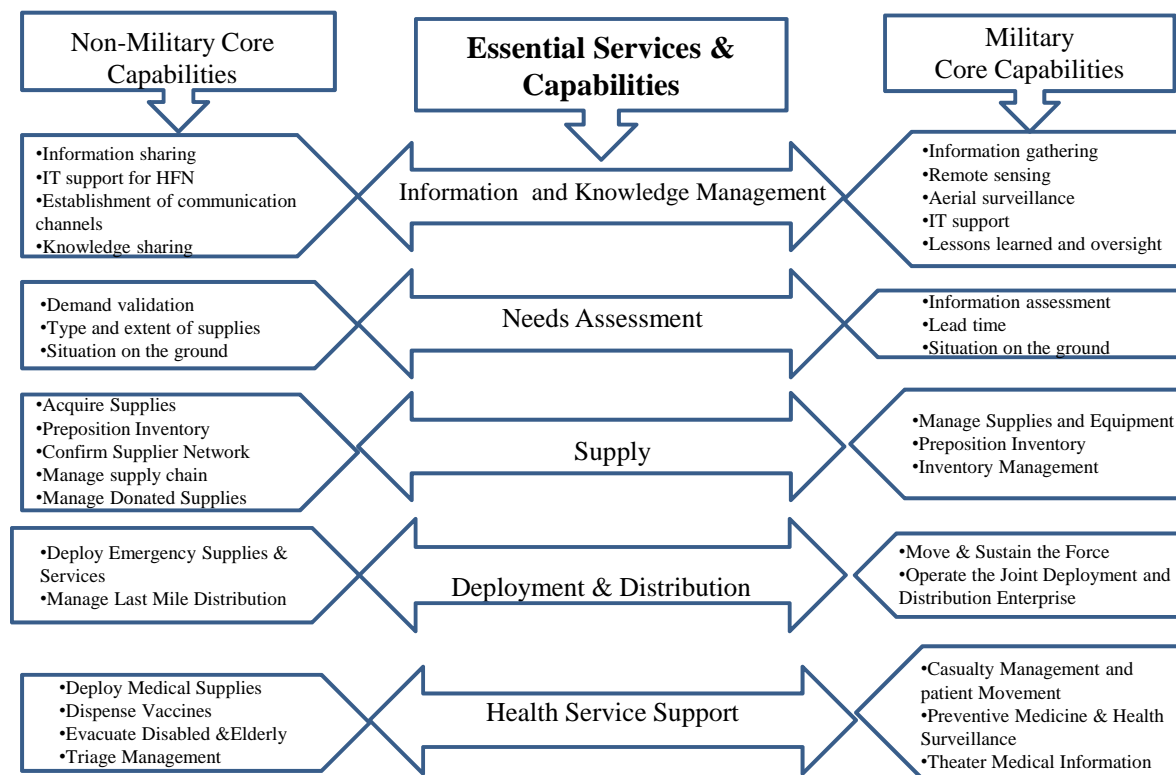 Non-Military Core
Capabilities
Essential Services &
Capabilities
Military
Core Capabilities
•Information sharing
•IT support for HFN
•Establishment of communication
channels
•Knowledge sharing
Information  and Knowledge Management
•Information gathering
•Remote sensing
•Aerial surveillance
•IT support
•Lessons learned and oversight
•Demand validation
•Type and extent of supplies
•Situation on the ground
Needs Assessment
•Information assessment
•Lead time
•Situation on the ground
•Acquire Supplies
•Preposition Inventory
•Confirm Supplier Network
•Manage supply chain
•Manage Donated Supplies
Supply
•Manage Supplies and Equipment
•Preposition Inventory
•Inventory Management
•Deploy Emergency Supplies &
Services
•Manage Last Mile Distribution
Deployment & Distribution
•Move & Sustain the Force
•Operate the Joint Deployment and
Distribution Enterprise
•Deploy Medical Supplies
•Dispense Vaccines
•Evacuate Disabled &Elderly
•Triage Management
Health Service Support
•Casualty Management and
patient Movement
•Preventive Medicine & Health
Surveillance
•Theater Medical Information